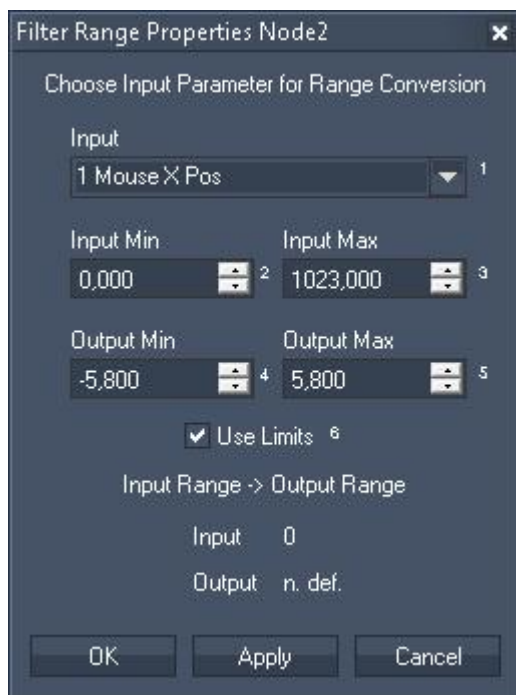 Filter Range Properties Node2
Choose Input Parameter for Range Conversion
Input
1 Mouse X Pos 1
Input Min Input Max
0,000 2 1023,000 3
Output Min Output Max
-5,800 4 5,800 5
Use Limits 6
Input Range -> Output Range
Input 0
Output n. def.
OK Apply Cancel